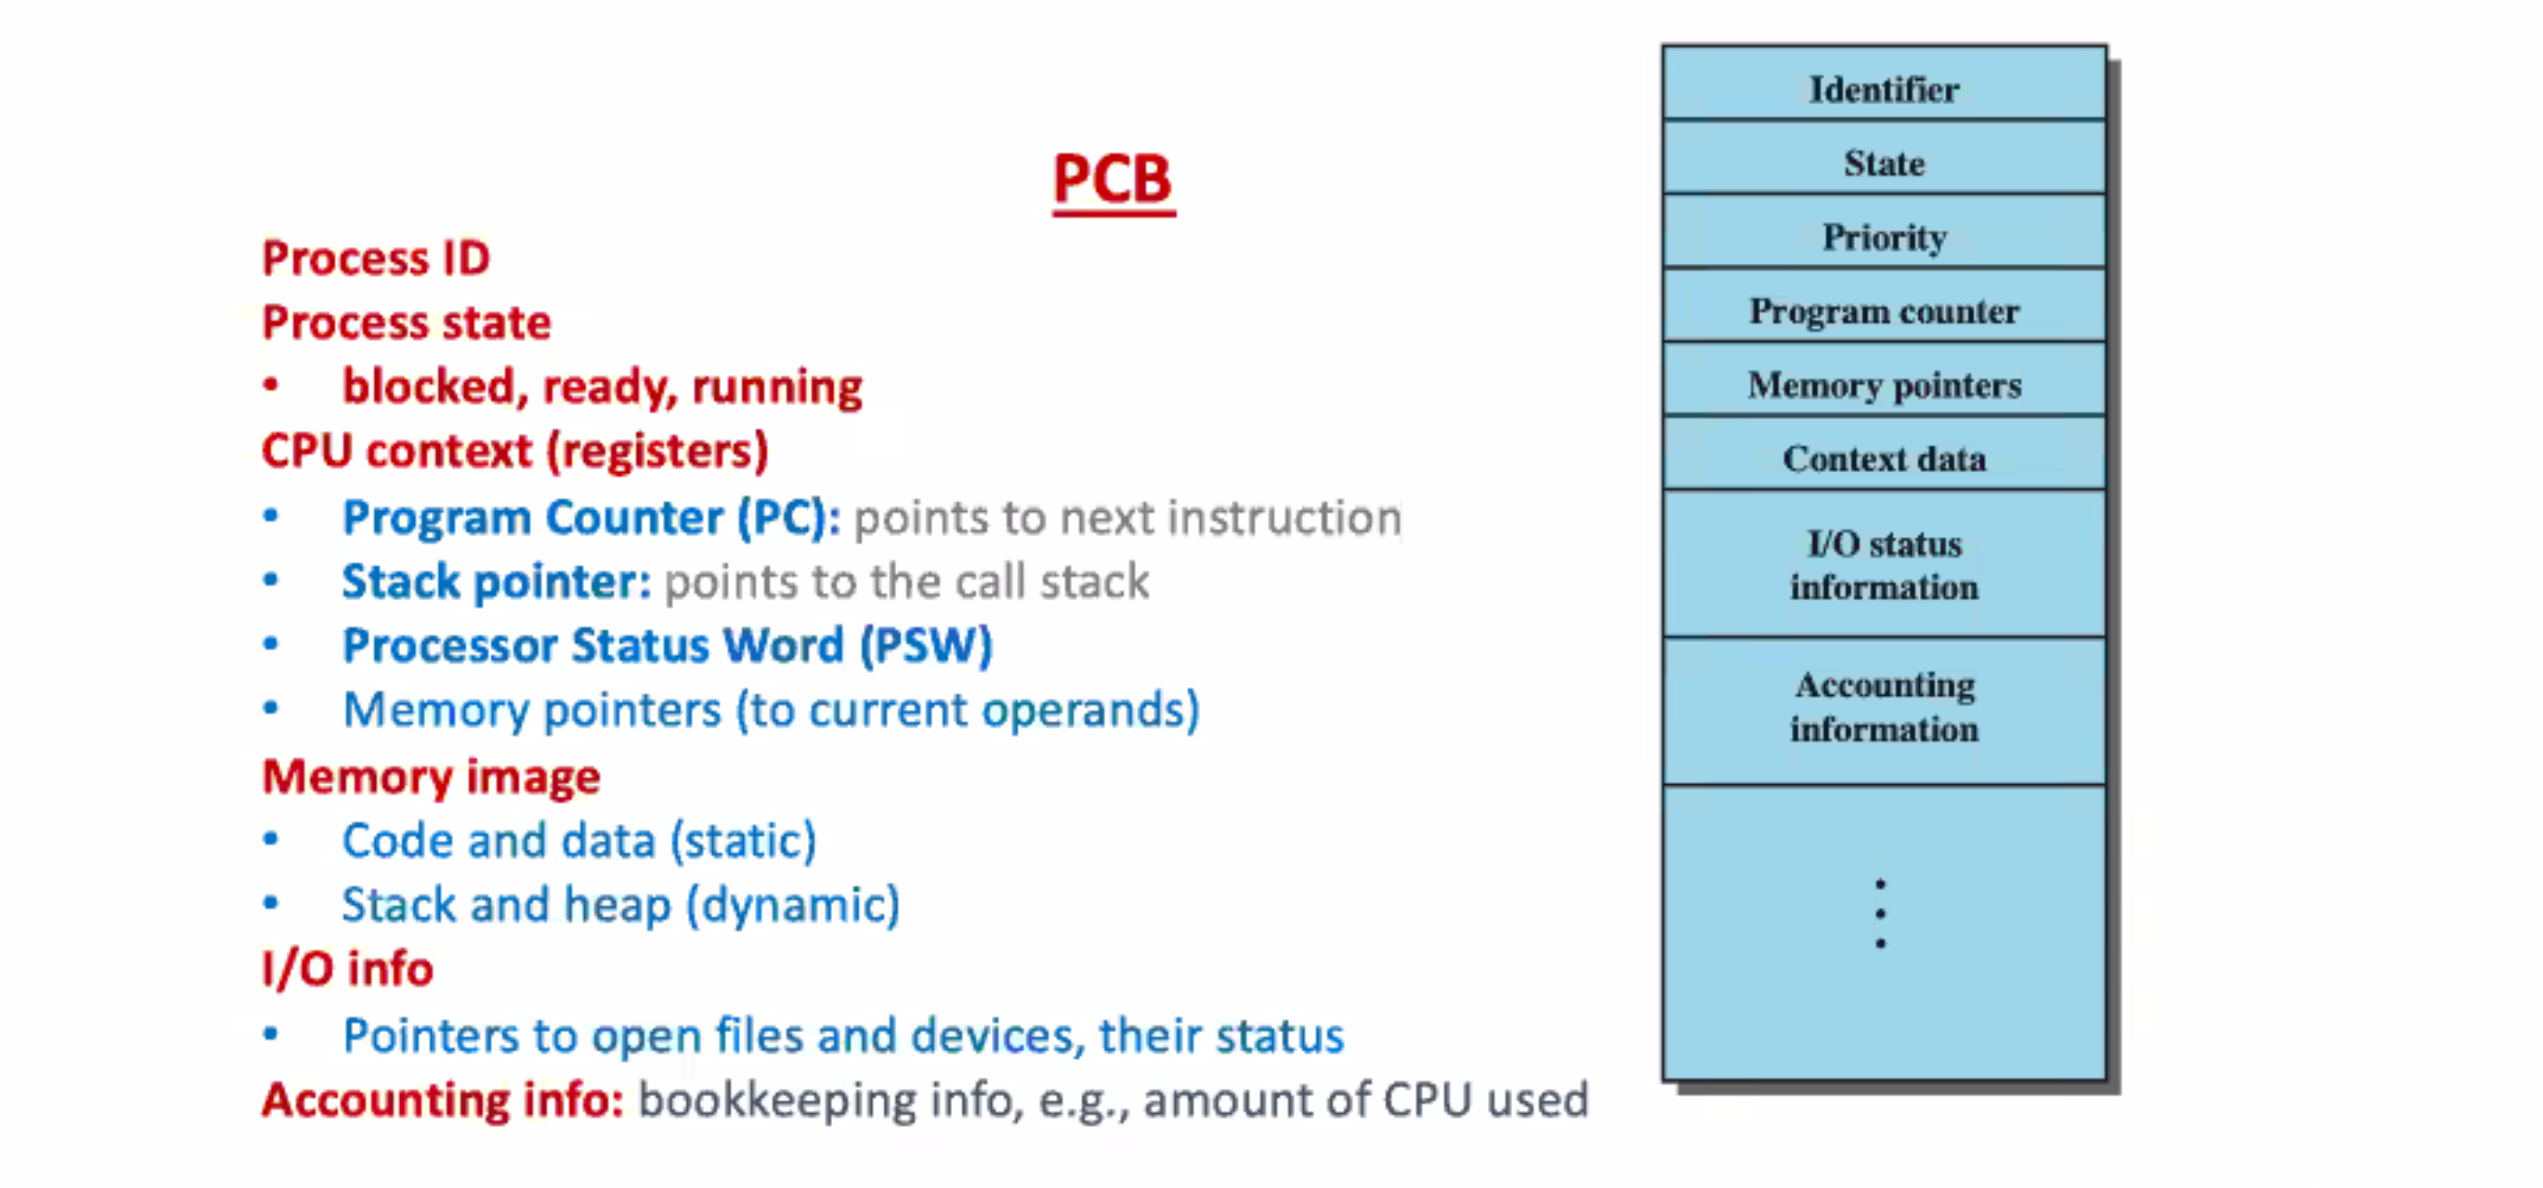 PCB
Process ID
Process state
• blocked, ready, running
CPU context (registers)
• Program Counter (PC): points to next instruction
• Stack pointer: points to the call stack
• Processor Status Word (PSW)
• Memory pointers (to current operands)
Memory image
• Code and data (static)
• Stack and heap (dynamic)
I/O info
• Pointers to open files and devices, their status
Accounting info: bookkeeping info, e.g., amount of CPU used
Identifier
State
Priority
Program counter
Memory pointers
Context data
I/O status
information
Accounting
information